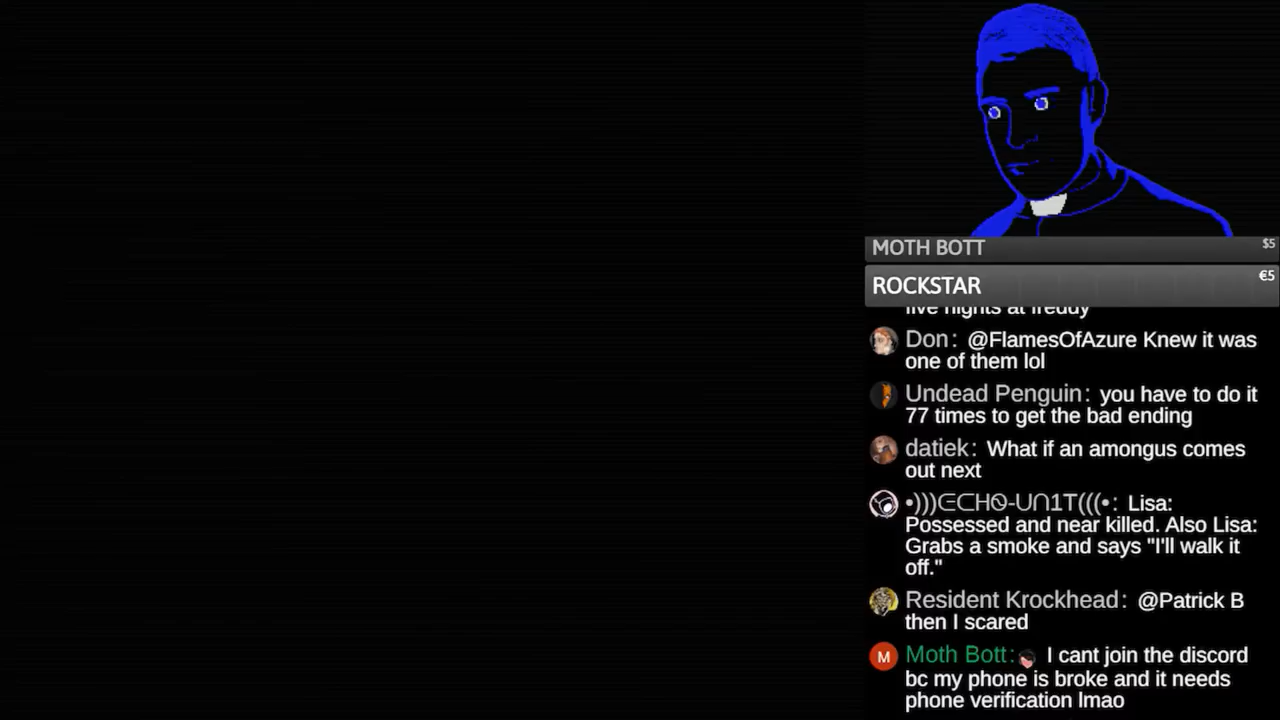 MOTH BOTT $5
ROCKSTAR €5
five nights at freddy
Don: @FlamesOfAzure Knew it was
one of them lol
Undead Penguin: you have to do it
77 times to get the bad ending
datiek: What if an amongus comes
out next
•)))ᕮᑕHᘛ-ᑌᑎ1T(((•: Lisa:
Possessed and near killed. Also Lisa:
Grabs a smoke and says "I'll walk it
off."
Resident Krockhead: @Patrick B
then I scared
M Moth Bott: I cant join the discord
bc my phone is broke and it needs
phone verification lmao